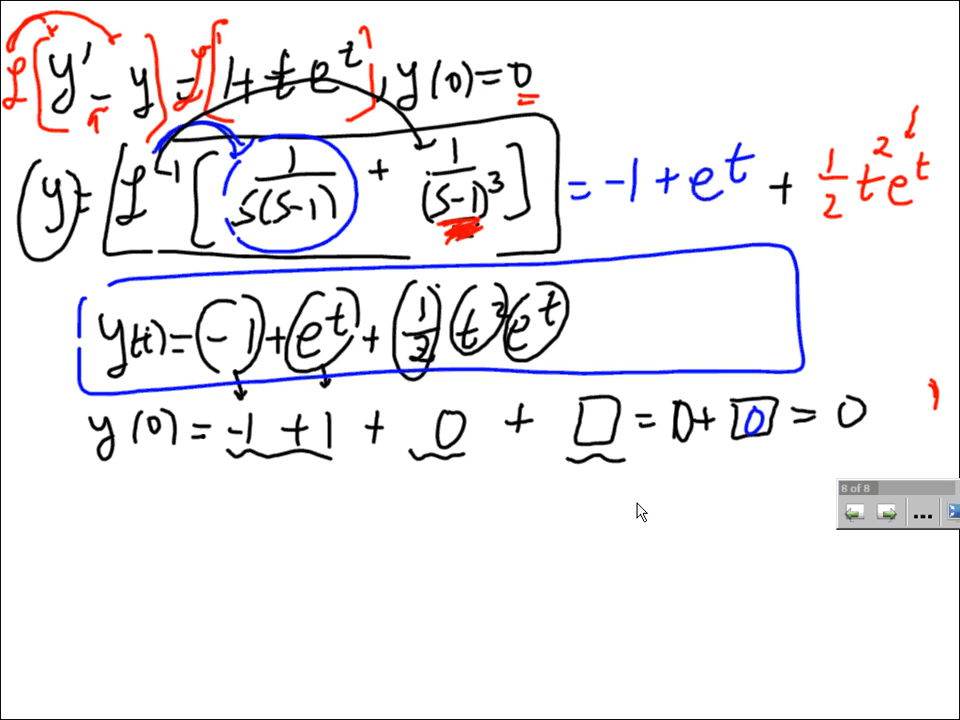 ℒ[y' - y] = ℒ[1 + te^t], y(0) = 0
y = ℒ^-1 [ 1/(s(s-1)) + 1/(s-1)^3 ] = -1 + e^t + 1/2 t^2 e^t
y(t) = -1 + e^t + (1/2) t^2 e^t
y(0) = -1 + 1 + 0 + □ = 0 + 0 = 0
8 of 8
...